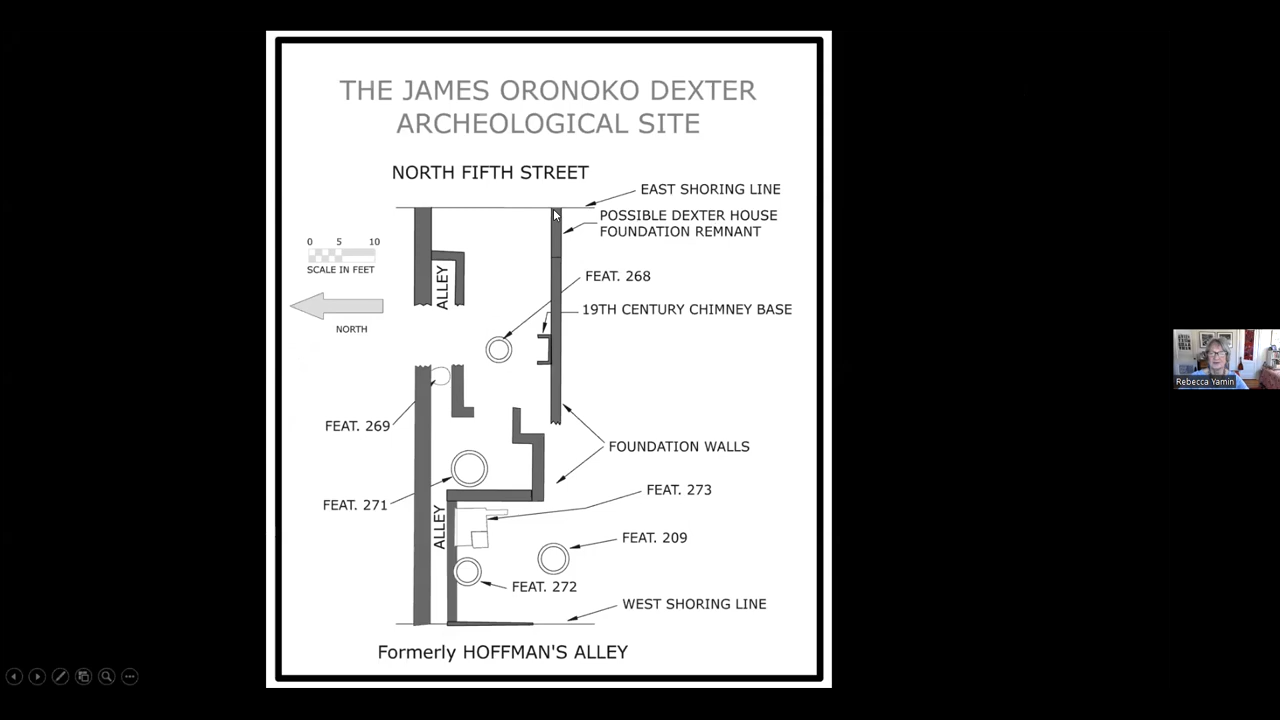 THE JAMES ORONOKO DEXTER
ARCHEOLOGICAL SITE
NORTH FIFTH STREET
EAST SHORING LINE
POSSIBLE DEXTER HOUSE
FOUNDATION REMNANT
0 5 10
SCALE IN FEET
ALLEY
FEAT. 268
19TH CENTURY CHIMNEY BASE
NORTH
Rebecca Yamin
FEAT. 269
FOUNDATION WALLS
FEAT. 273
FEAT. 271
ALLEY
FEAT. 209
FEAT. 272
WEST SHORING LINE
Formerly HOFFMAN'S ALLEY